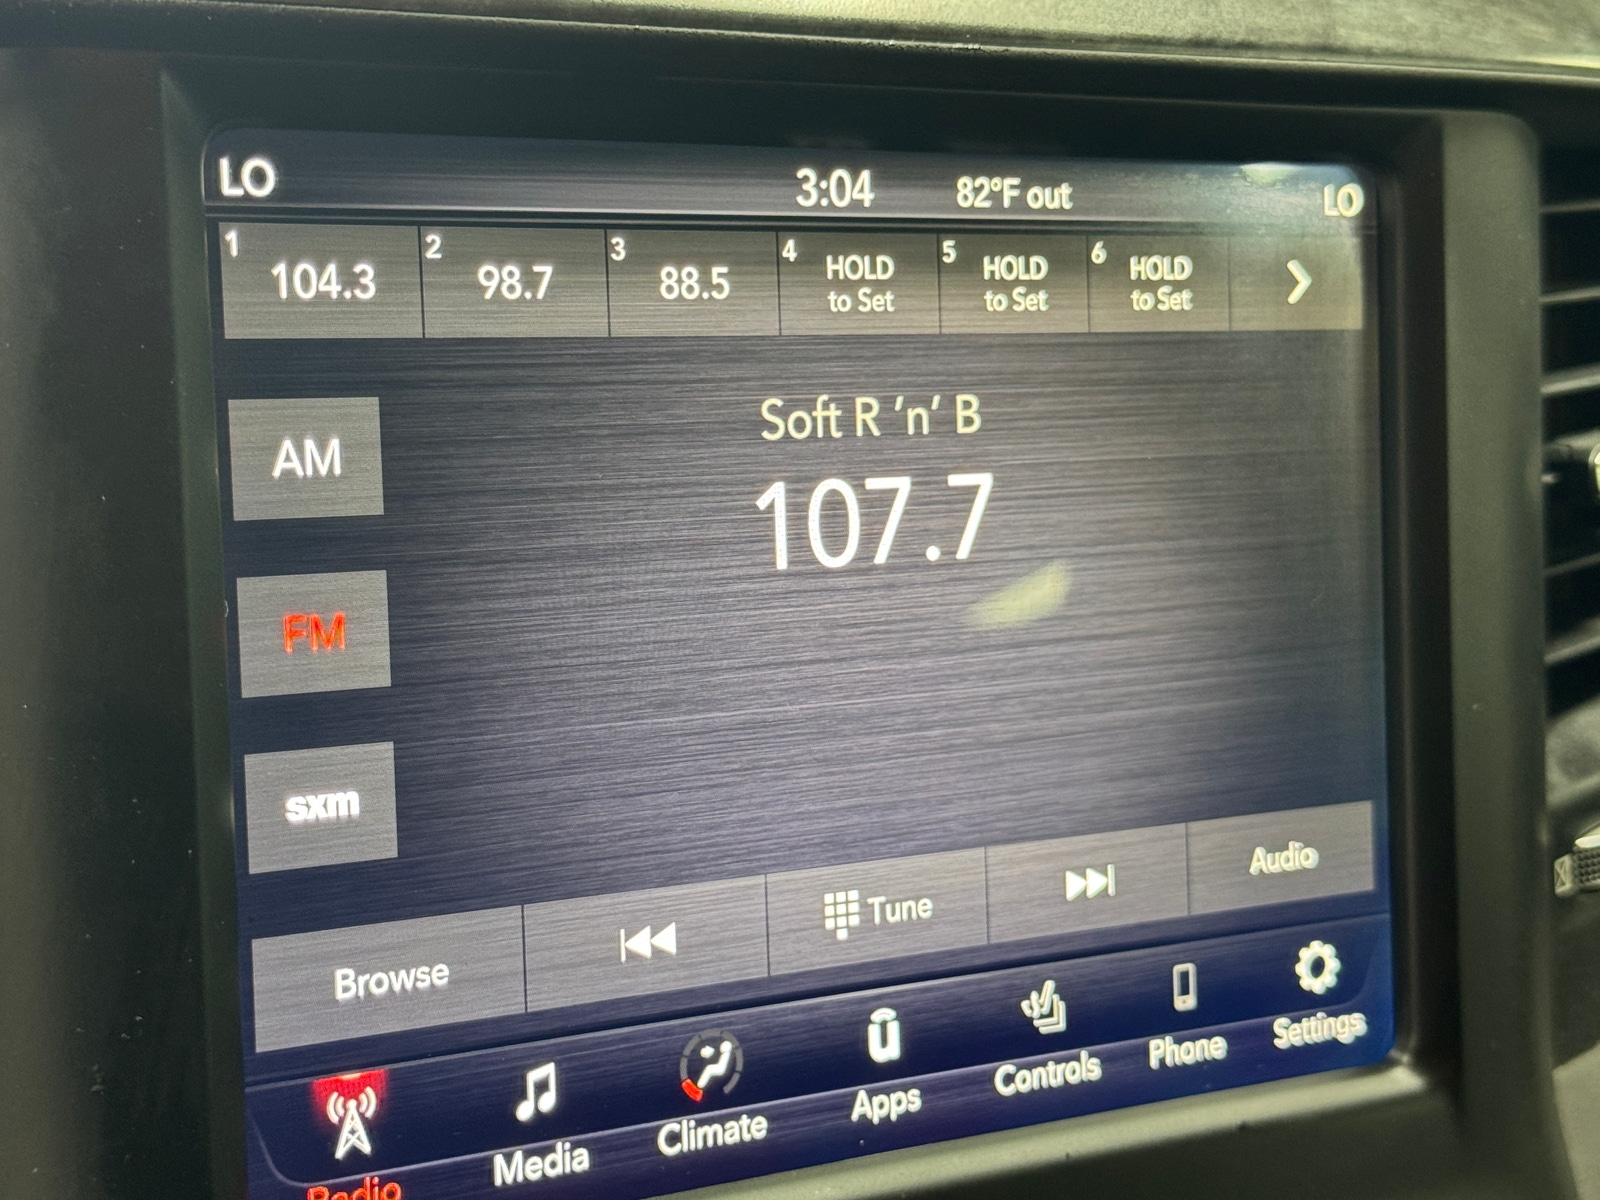 LO 3:04 82°F out LO
1 104.3 2 98.7 3 88.5 4 HOLD to Set 5 HOLD to Set 6 HOLD to Set
Soft R 'n' B
107.7
AM
FM
sxm
Browse Tune Audio
Radio Media Climate Apps Controls Phone Settings